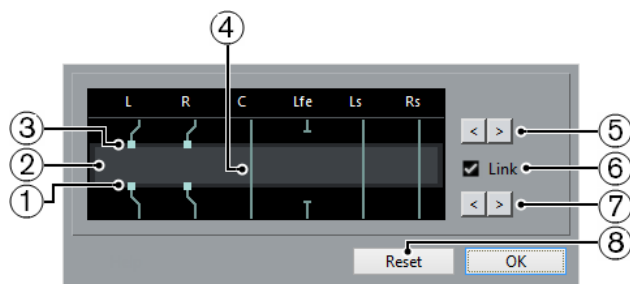 ④
L R C Lfe Ls Rs
③ < > ⑤
② Link ⑥
① < > ⑦
⑧
Reset OK